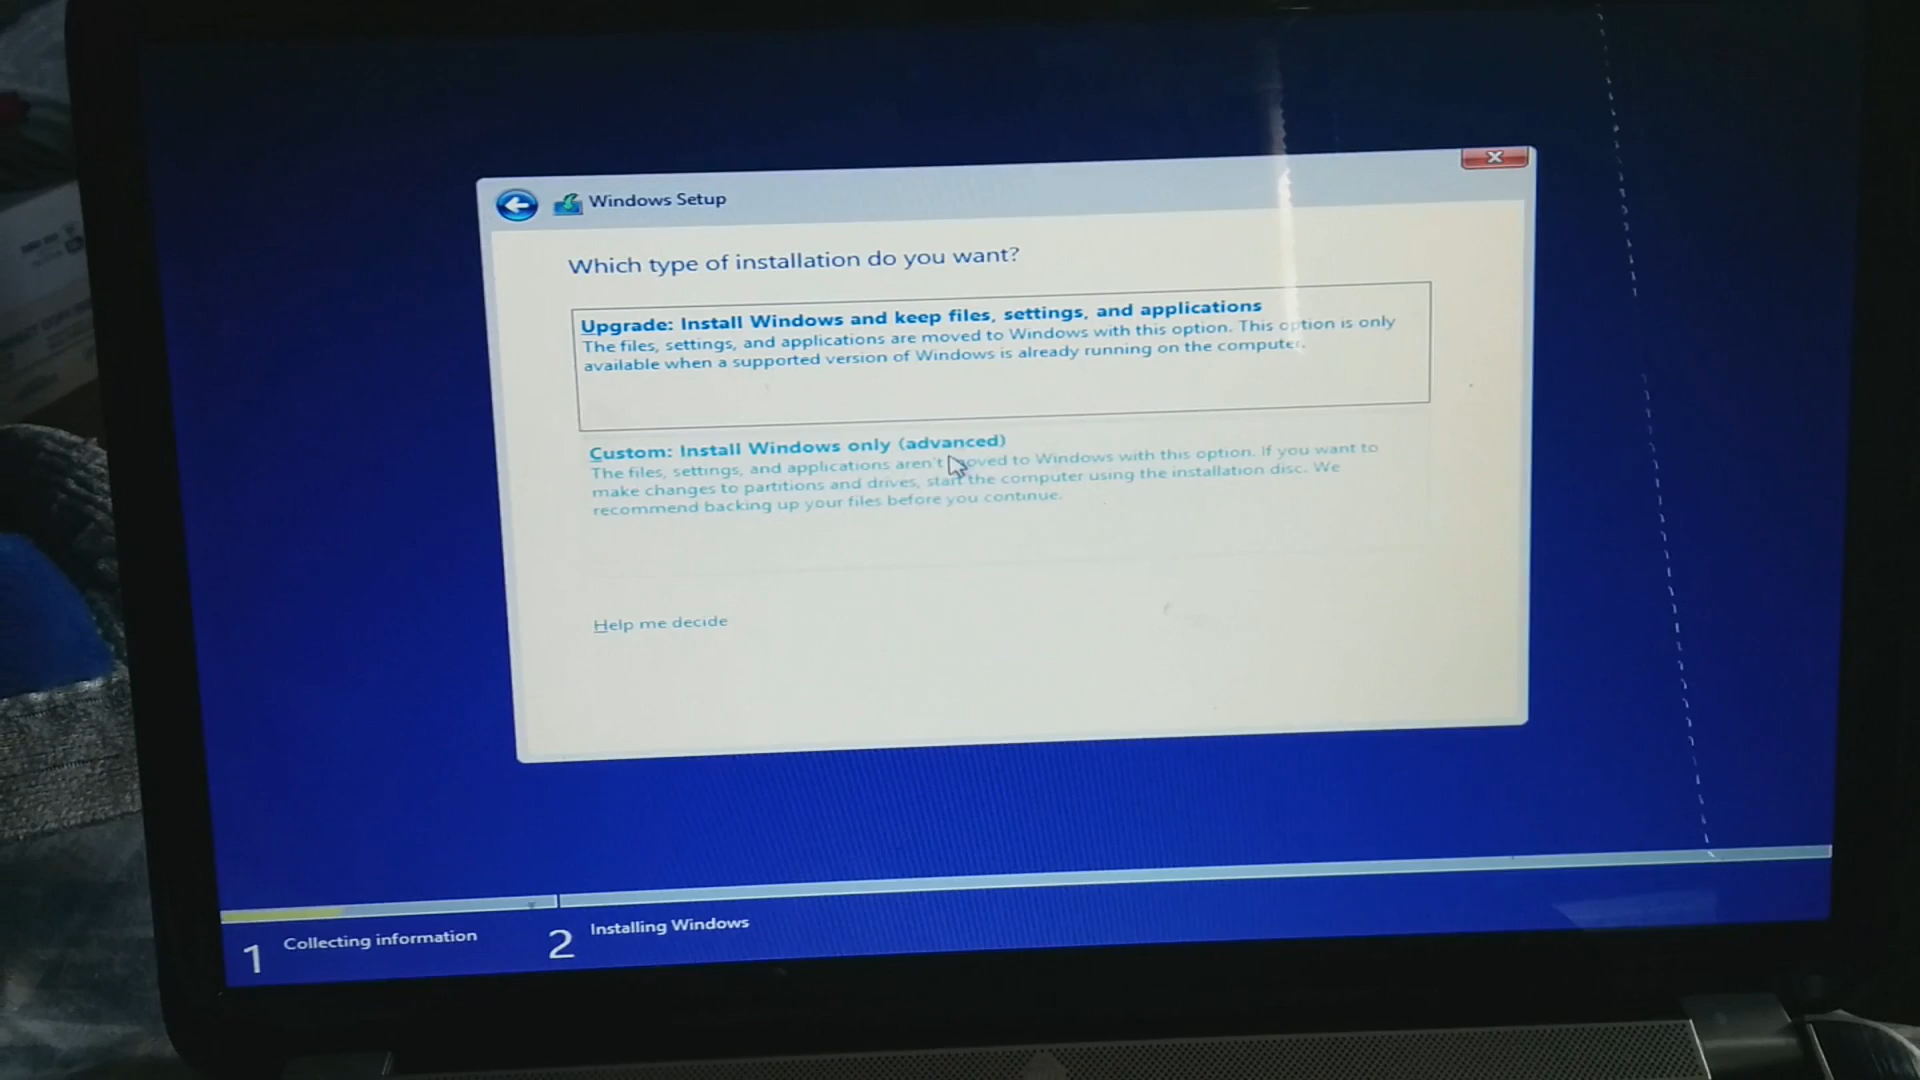 Windows Setup
Which type of installation do you want?
Upgrade: Install Windows and keep files, settings, and applications
The files, settings, and applications are moved to Windows with this option. This option is only
available when a supported version of Windows is already running on the computer.
Custom: Install Windows only (advanced)
The files, settings, and applications aren't moved to Windows with this option. If you want to
make changes to partitions and drives, start the computer using the installation disc. We
recommend backing up your files before you continue.
Help me decide
1 Collecting information
2 Installing Windows